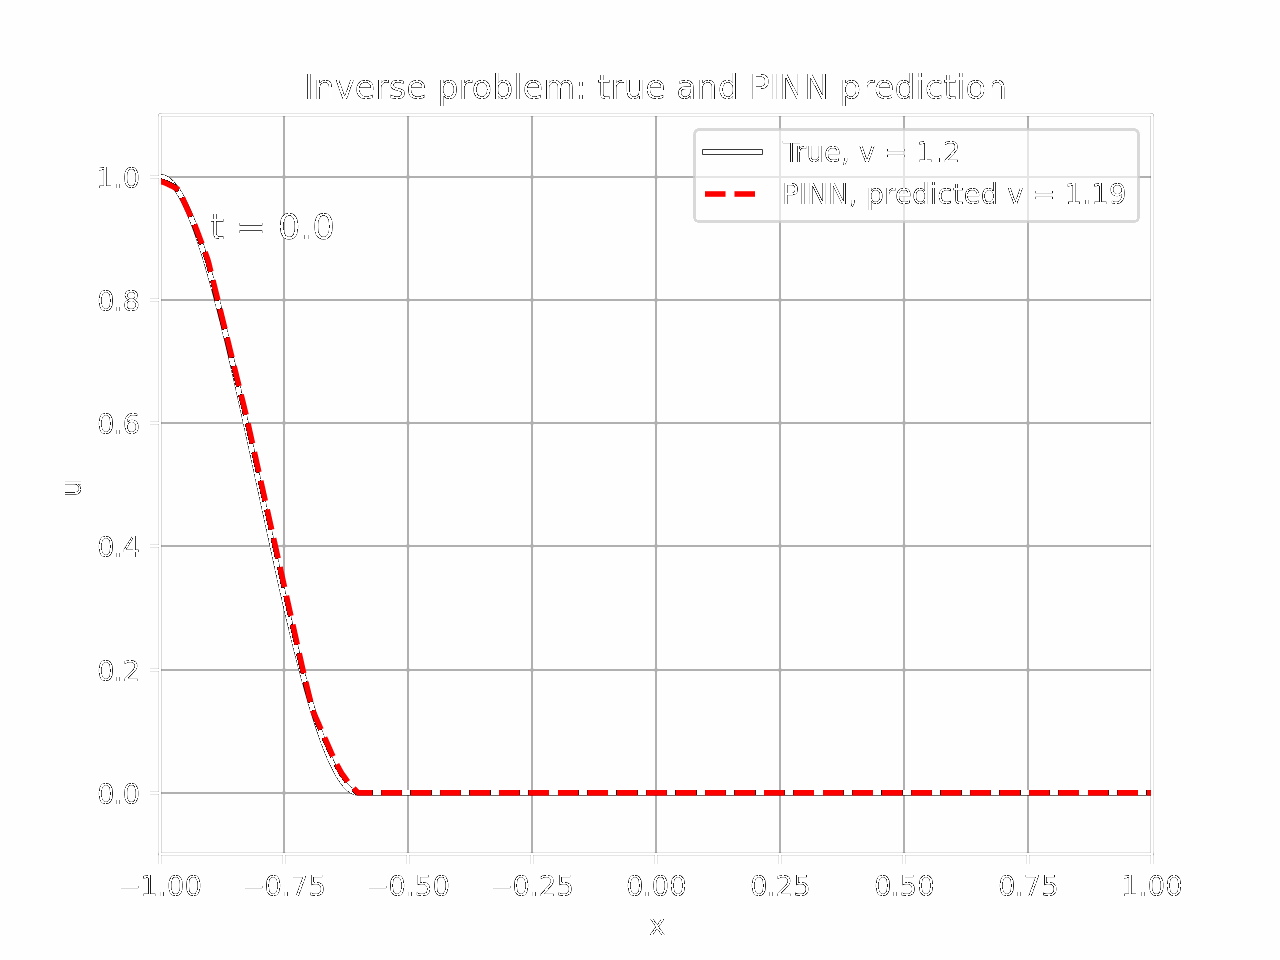 Inverse problem: true and PINN prediction
True, v = 1.2
PINN, predicted v = 1.19
t = 0.0
1.0
0.8
0.6
0.4
0.2
0.0
u
−1.00 −0.75 −0.50 −0.25 0.00 0.25 0.50 0.75 1.00
x